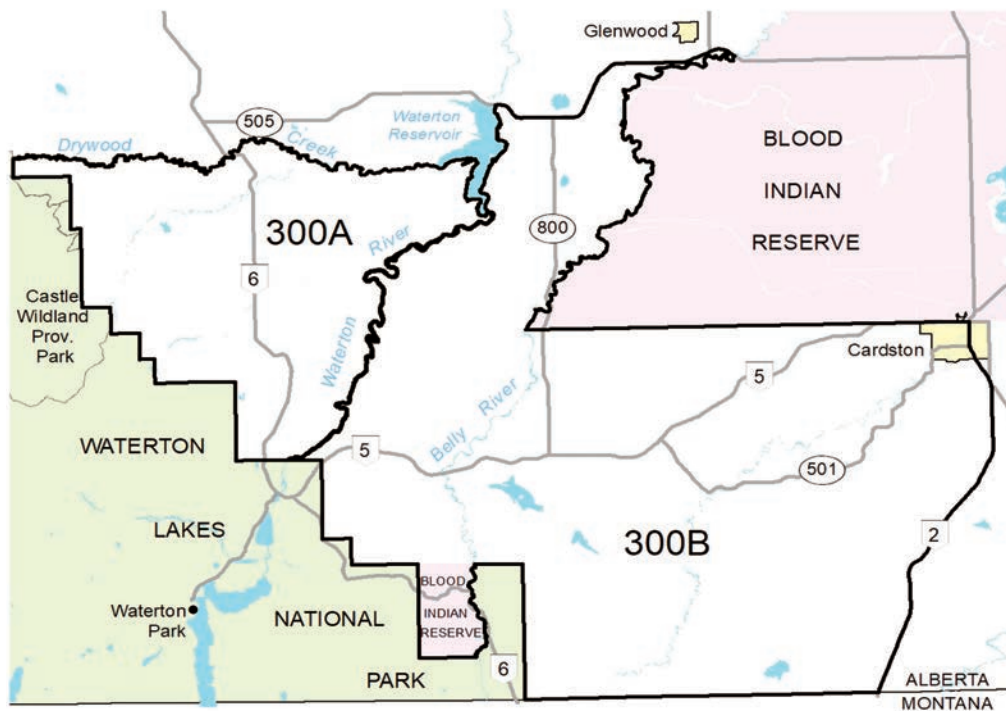 Glenwood
505
Waterton
Reservoir
Drywood
Creek
BLOOD
INDIAN
RESERVE
300A
River
800
6
Castle
Wildland
Prov.
Park
Cardston
Waterton
5
River
Belly
WATERTON
5
501
LAKES
300B
2
BLOOD
INDIAN
RESERVE
Waterton
Park
NATIONAL
6
PARK
ALBERTA
MONTANA